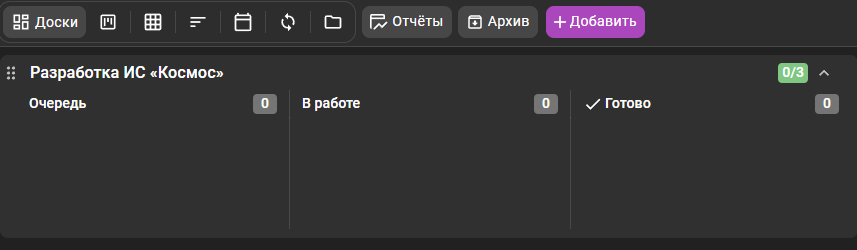 Доски Отчёты Архив Добавить
Разработка ИС «Космос» 0/3
Очередь 0 В работе 0 Готово 0